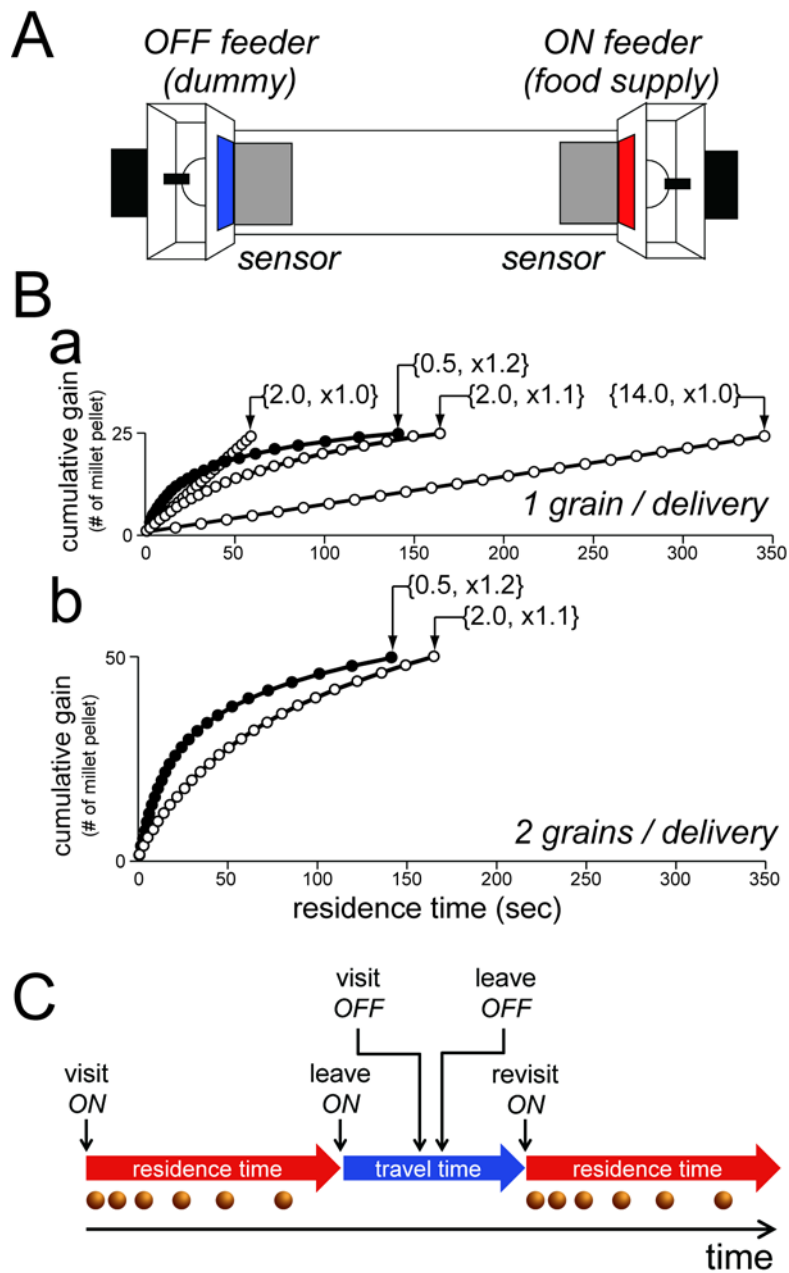 A
OFF feeder
(dummy)
ON feeder
(food supply)
sensor
sensor
B
a
{0.5, x1.2}
{2.0, x1.0}
{2.0, x1.1}
{14.0, x1.0}
cumulative gain
(# of millet pellet)
25
0
1 grain / delivery
0
50
100
150
200
250
300
350
b
{0.5, x1.2}
{2.0, x1.1}
cumulative gain
(# of millet pellet)
50
0
2 grains / delivery
0
50
100
150
200
250
300
350
residence time (sec)
C
visit
OFF
leave
OFF
visit
ON
leave
ON
revisit
ON
residence time
travel time
residence time
time